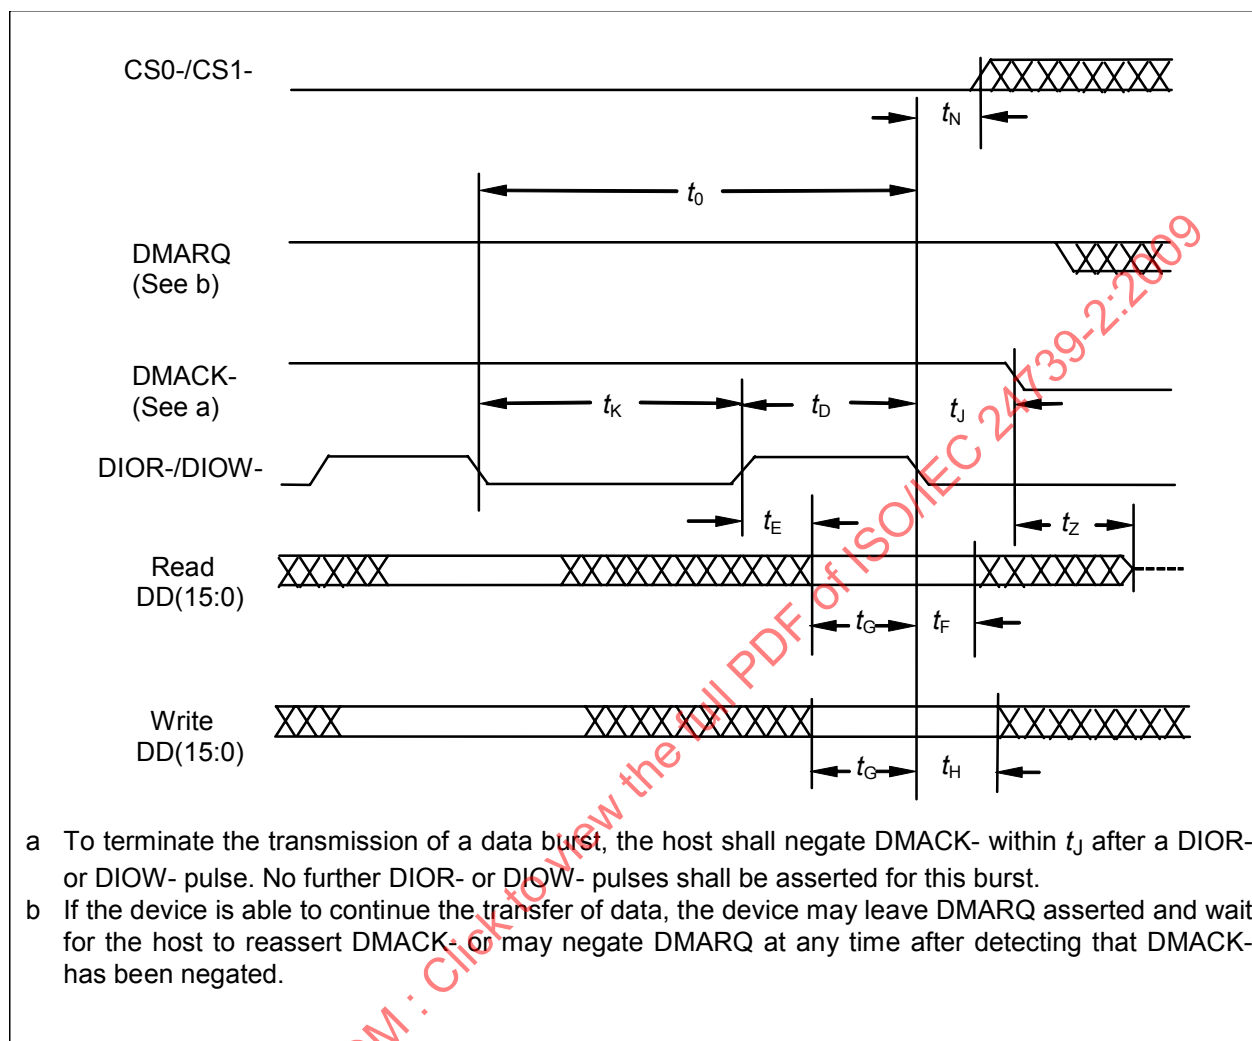 CS0-/CS1-
tN
t0
DMARQ
(See b)
DMACK-
(See a)
tK
tD
tJ
DIOR-/DIOW-
tE
tZ
Read
DD(15:0)
tG
tF
Write
DD(15:0)
tG
tH
a To terminate the transmission of a data burst, the host shall negate DMACK- within tJ after a DIOR-
or DIOW- pulse. No further DIOR- or DIOW- pulses shall be asserted for this burst.
b If the device is able to continue the transfer of data, the device may leave DMARQ asserted and wait
for the host to reassert DMACK- or may negate DMARQ at any time after detecting that DMACK-
has been negated.
M : Click to view the full PDF of ISO/IEC 24739-2:2009